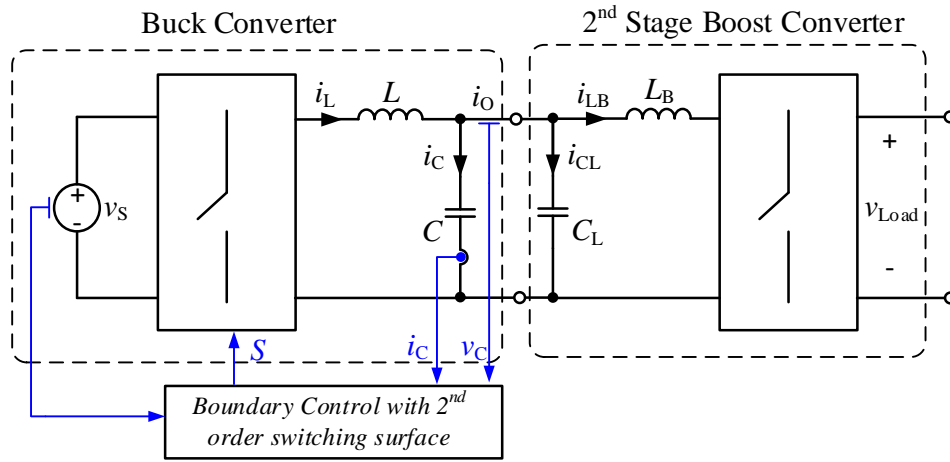 Buck Converter
2nd Stage Boost Converter
iL
L
iO
iLB
LB
iC
iCL
+
-
vS
C
CL
+
vLoad
-
S
iC
vC
Boundary Control with 2nd
order switching surface